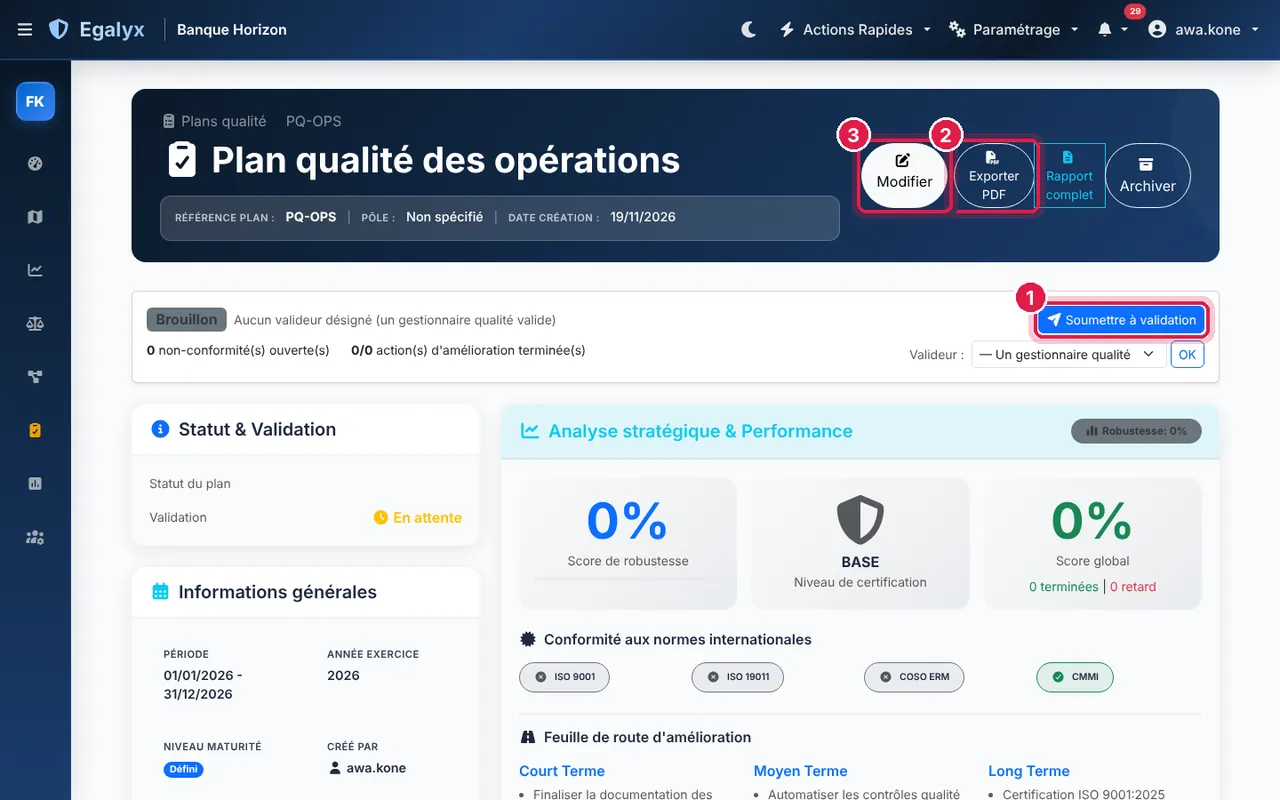 Egalyx
Banque Horizon
Actions Rapides
Paramétrage
29
awa.kone
FK
Plans qualité PQ-OPS
Plan qualité des opérations
RÉFÉRENCE PLAN : PQ-OPS | PÔLE : Non spécifié | DATE CRÉATION : 19/11/2026
3
Modifier
2
Exporter
PDF
Rapport
complet
Archiver
Brouillon Aucun valideur désigné (un gestionnaire qualité valide)
0 non-conformité(s) ouverte(s) 0/0 action(s) d'amélioration terminée(s)
1
Soumettre à validation
Valideur : — Un gestionnaire qualité OK
Statut & Validation
Statut du plan
Validation En attente
Informations générales
PÉRIODE
01/01/2026 -
31/12/2026
ANNÉE EXERCICE
2026
NIVEAU MATURITÉ
Défini
CRÉÉ PAR
awa.kone
Analyse stratégique & Performance
Robustesse: 0%
0%
Score de robustesse
BASE
Niveau de certification
0%
Score global
0 terminées | 0 retard
Conformité aux normes internationales
ISO 9001
ISO 19011
COSO ERM
CMMI
Feuille de route d'amélioration
Court Terme
• Finaliser la documentation des
Moyen Terme
• Automatiser les contrôles qualité
Long Terme
• Certification ISO 9001:2025